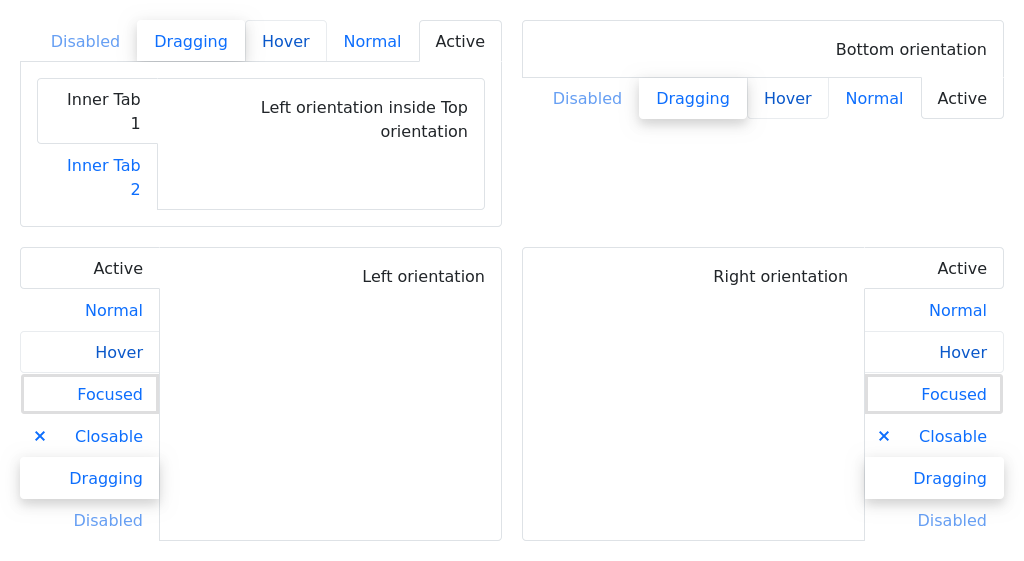 Disabled Dragging Hover Normal Active
Inner Tab
1
Inner Tab
2
Left orientation inside Top
orientation
Bottom orientation
Disabled Dragging Hover Normal Active
Active
Normal
Hover
Focused
× Closable
Dragging
Disabled
Left orientation
Right orientation
Active
Normal
Hover
Focused
× Closable
Dragging
Disabled